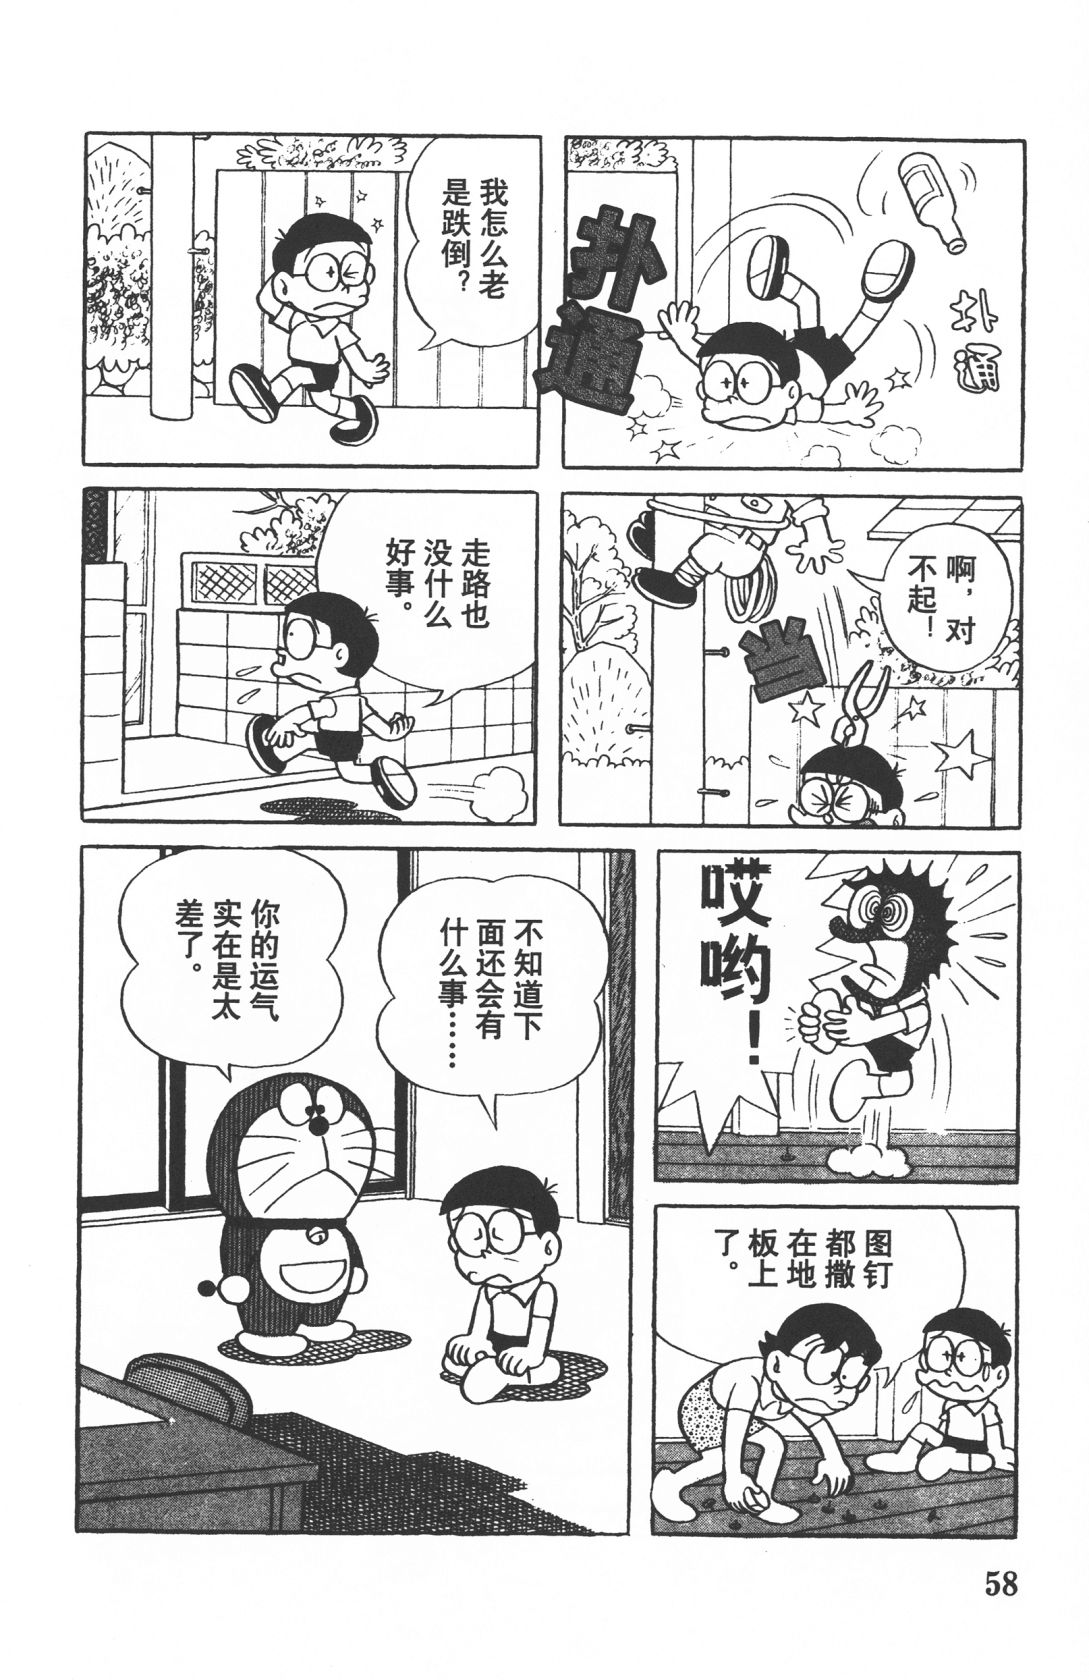 扑通
扑通
我怎么老
是跌倒？
啊，对
不起！
当
走路也
没什么
好事。
哎哟！
图钉
都撒
在地
板上
了。
不知道下
面还会有
什么事……
你的运气
实在是太
差了。
58